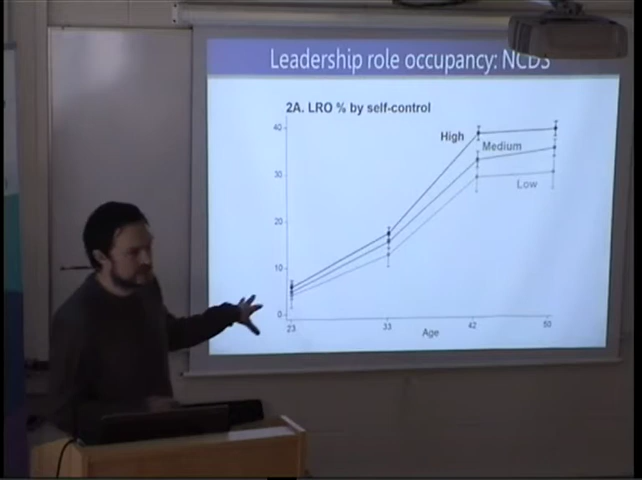 Leadership role occupancy: NCDS
2A. LRO % by self-control
40
High
Medium
30
Low
20
10
0
23
33
42
50
Age